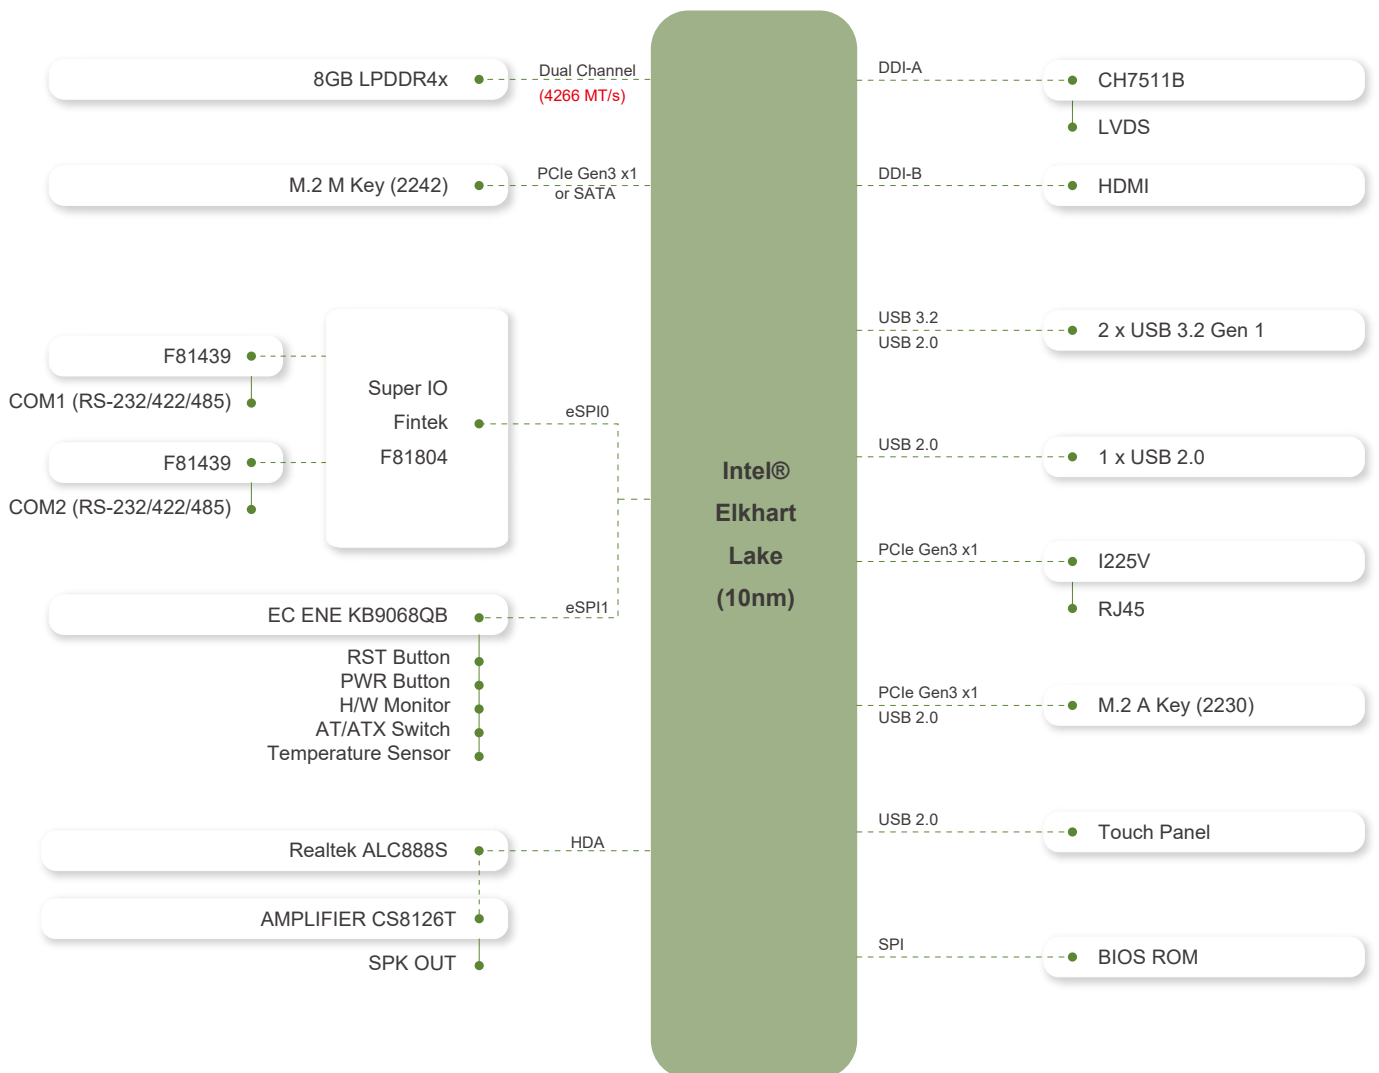 8GB LPDDR4x
Dual Channel
(4266 MT/s)
M.2 M Key (2242)
PCIe Gen3 x1
or SATA
F81439
COM1 (RS-232/422/485)
F81439
COM2 (RS-232/422/485)
Super IO
Fintek
F81804
eSPI0
EC ENE KB9068QB
eSPI1
RST Button
PWR Button
H/W Monitor
AT/ATX Switch
Temperature Sensor
Realtek ALC888S
HDA
AMPLIFIER CS8126T
SPK OUT
Intel®
Elkhart
Lake
(10nm)
DDI-A
CH7511B
LVDS
DDI-B
HDMI
USB 3.2
USB 2.0
2 x USB 3.2 Gen 1
USB 2.0
1 x USB 2.0
PCIe Gen3 x1
I225V
RJ45
PCIe Gen3 x1
USB 2.0
M.2 A Key (2230)
USB 2.0
Touch Panel
SPI
BIOS ROM